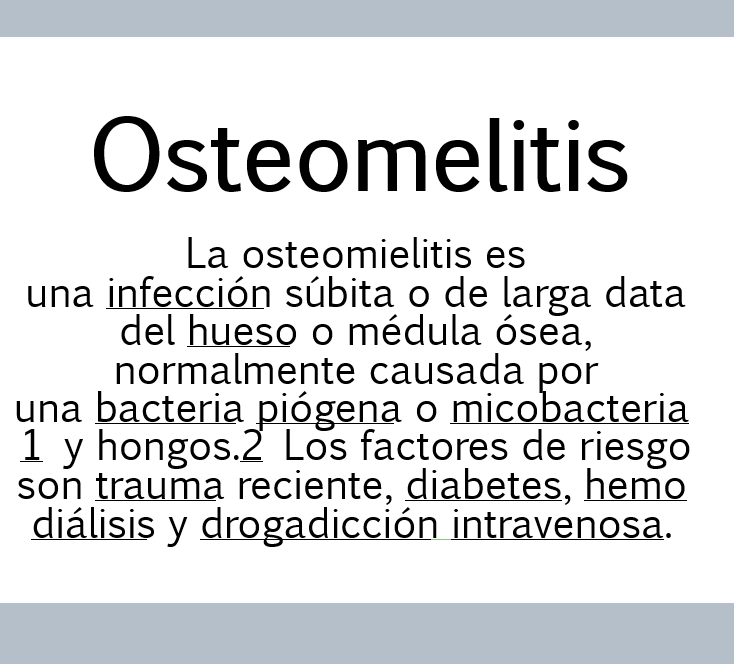 Osteomelitis
La osteomielitis es
una infección súbita o de larga data
del hueso o médula ósea,
normalmente causada por
una bacteria piógena o micobacteria
1 y hongos.2 Los factores de riesgo
son trauma reciente, diabetes, hemo
diálisis y drogadicción intravenosa.